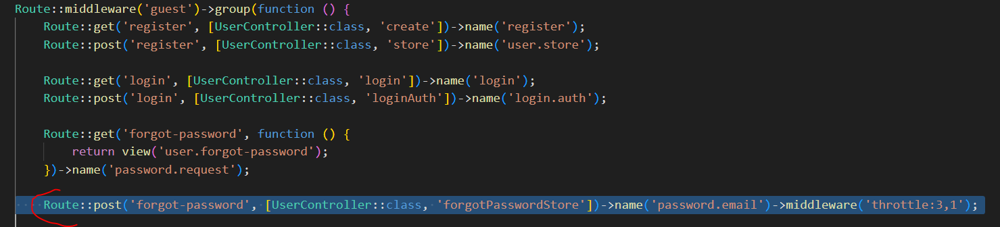 Route::middleware('guest')->group(function () {
Route::get('register', [UserController::class, 'create'])->name('register');
Route::post('register', [UserController::class, 'store'])->name('user.store');
Route::get('login', [UserController::class, 'login'])->name('login');
Route::post('login', [UserController::class, 'loginAuth'])->name('login.auth');
Route::get('forgot-password', function () {
return view('user.forgot-password');
})->name('password.request');
Route::post('forgot-password', [UserController::class, 'forgotPasswordStore'])->name('password.email')->middleware('throttle:3,1');